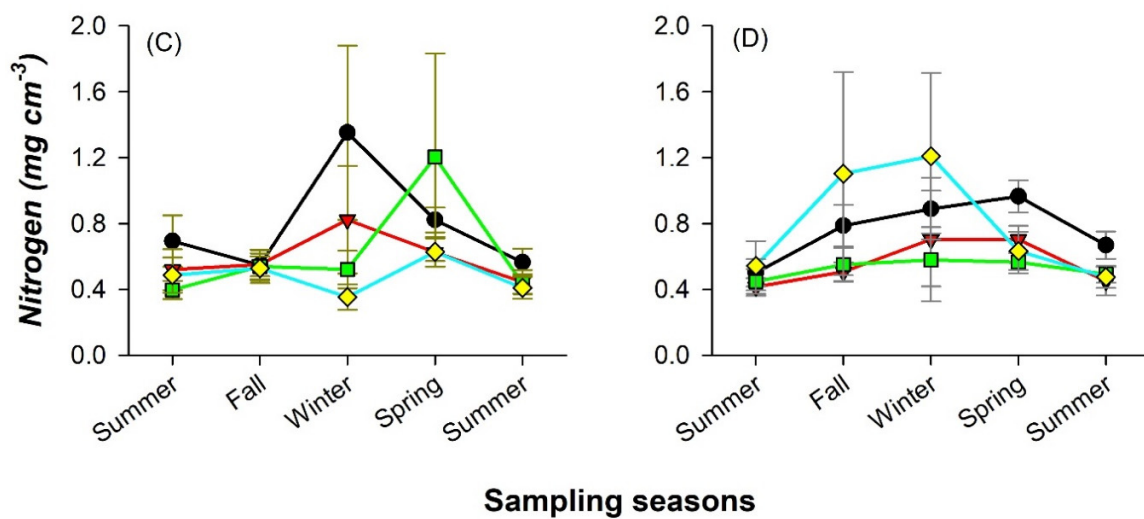 (C)
(D)
Nitrogen (mg cm-3)
2.0
1.6
1.2
0.8
0.4
0.0
Summer
Fall
Winter
Spring
Summer
2.0
1.6
1.2
0.8
0.4
0.0
Summer
Fall
Winter
Spring
Summer
Sampling seasons